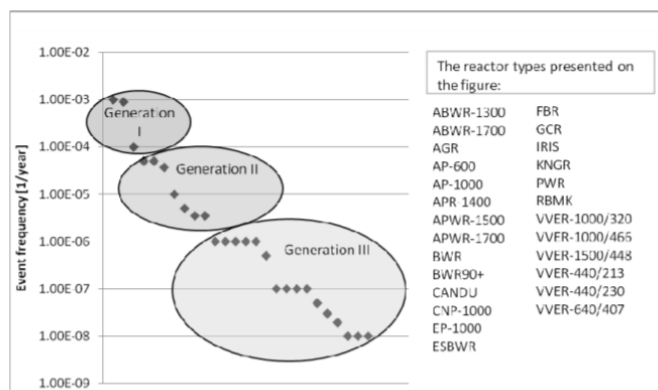 1.00E-02
1.00E-03
1.00E-04
1.00E-05
1.00E-06
1.00E-07
1.00E-08
1.00E-09
Event frequency [1/year]
Generation
I
Generation II
Generation III
The reactor types presented on
the figure:
ABWR-1300
ABWR-1700
AGR
AP-600
AP-1000
APR-1400
APWR-1500
APWR-1700
BWR
BWR90+
CANDU
CNP-1000
EP-1000
ESBWR
FBR
GCR
IRIS
KNGR
PWR
RBMK
VVER-1000/320
VVER-1000/466
VVER-1500/448
VVER-440/213
VVER-440/230
VVER-640/407